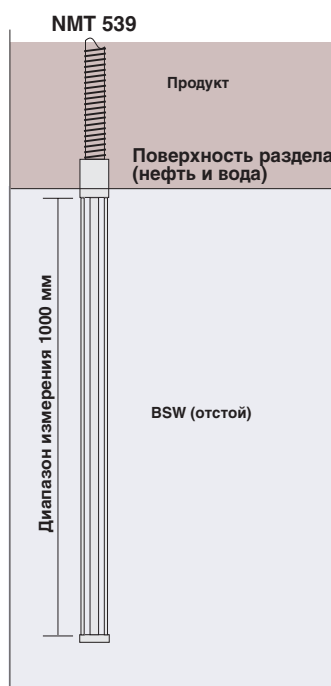 NMT 539
Продукт
Поверхность раздела
(нефть и вода)
Диапазон измерения 1000 мм
BSW (отстой)